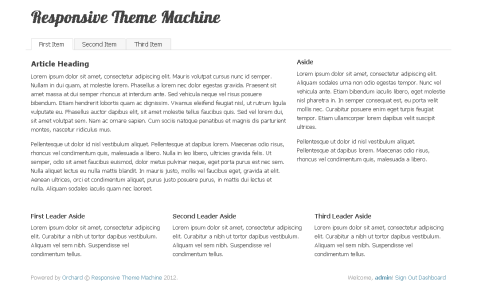 Responsive Theme Machine
First Item
Second Item
Third Item
Article Heading
Lorem ipsum dolor sit amet, consectetur adipiscing elit. Mauris volutpat cursus nunc id semper.
Nullam in dui quam, at molestie lorem. Phasellus a lorem nec dolor egestas gravida. Praesent sit
amet massa at dui semper rhoncus at mattis ante. Sed vehicula neque vel risus posuere
bibendum. Etiam hendrerit lobortis quam ac dignissim. Vivamus eleifend feugiat nisl, ut rutrum ligula
vulputate eu. Phasellus auctor dapibus elit, sit amet molestie tellus faucibus quis. Sed vel lorem dui,
sit amet volutpat sem. Nam ac ornare sapien. Cum sociis natoque penatibus et magnis dis parturient
montes, nascetur ridiculus mus.
Pellentesque ut dolor id nisl vestibulum aliquet. Pellentesque at dapibus lorem. Maecenas odio risus,
rhoncus vel condimentum quis, malesuada a libero. Nulla in leo libero, ultricies gravida felis. Ut
semper, odio sit amet faucibus euismod, dolor metus pulvinar neque, eget porta purus est nec sem.
Nulla aliquet lectus eu nulla mattis blandit. In mauris justo, mollis vel faucibus eget, gravida at elit.
Aenean ultrices, orci et condimentum aliquet, purus justo posuere purus, in mattis dui lectus et
nulla. Aliquam sodales iaculis quam nec laoreet.
Aside
Lorem ipsum dolor sit amet, consectetur adipiscing elit.
Aliquam sodales urna non odio egestas tempor. Nunc vel
vehicula ante. Etiam bibendum iaculis libero, eget molestie
nisl pharetra in. In semper consequat est, eu porta velit
mollis nec. Curabitur posuere enim eget turpis feugiat
tempor. Etiam ullamcorper lorem dapibus velit suscipit
ultrices.
Pellentesque ut dolor id nisl vestibulum aliquet.
Pellentesque at dapibus lorem. Maecenas odio risus,
rhoncus vel condimentum quis, malesuada a libero.
First Leader Aside
Lorem ipsum dolor sit amet, consectetur adipiscing
elit. Curabitur a nibh ut tortor dapibus vestibulum.
Aliquam vel sem nibh. Suspendisse vel
condimentum tellus.
Second Leader Aside
Lorem ipsum dolor sit amet, consectetur adipiscing
elit. Curabitur a nibh ut tortor dapibus vestibulum.
Aliquam vel sem nibh. Suspendisse vel
condimentum tellus.
Third Leader Aside
Lorem ipsum dolor sit amet, consectetur adipiscing
elit. Curabitur a nibh ut tortor dapibus vestibulum.
Aliquam vel sem nibh. Suspendisse vel
condimentum tellus.
Powered by Orchard © Responsive Theme Machine 2012.
Welcome, admin! Sign Out Dashboard